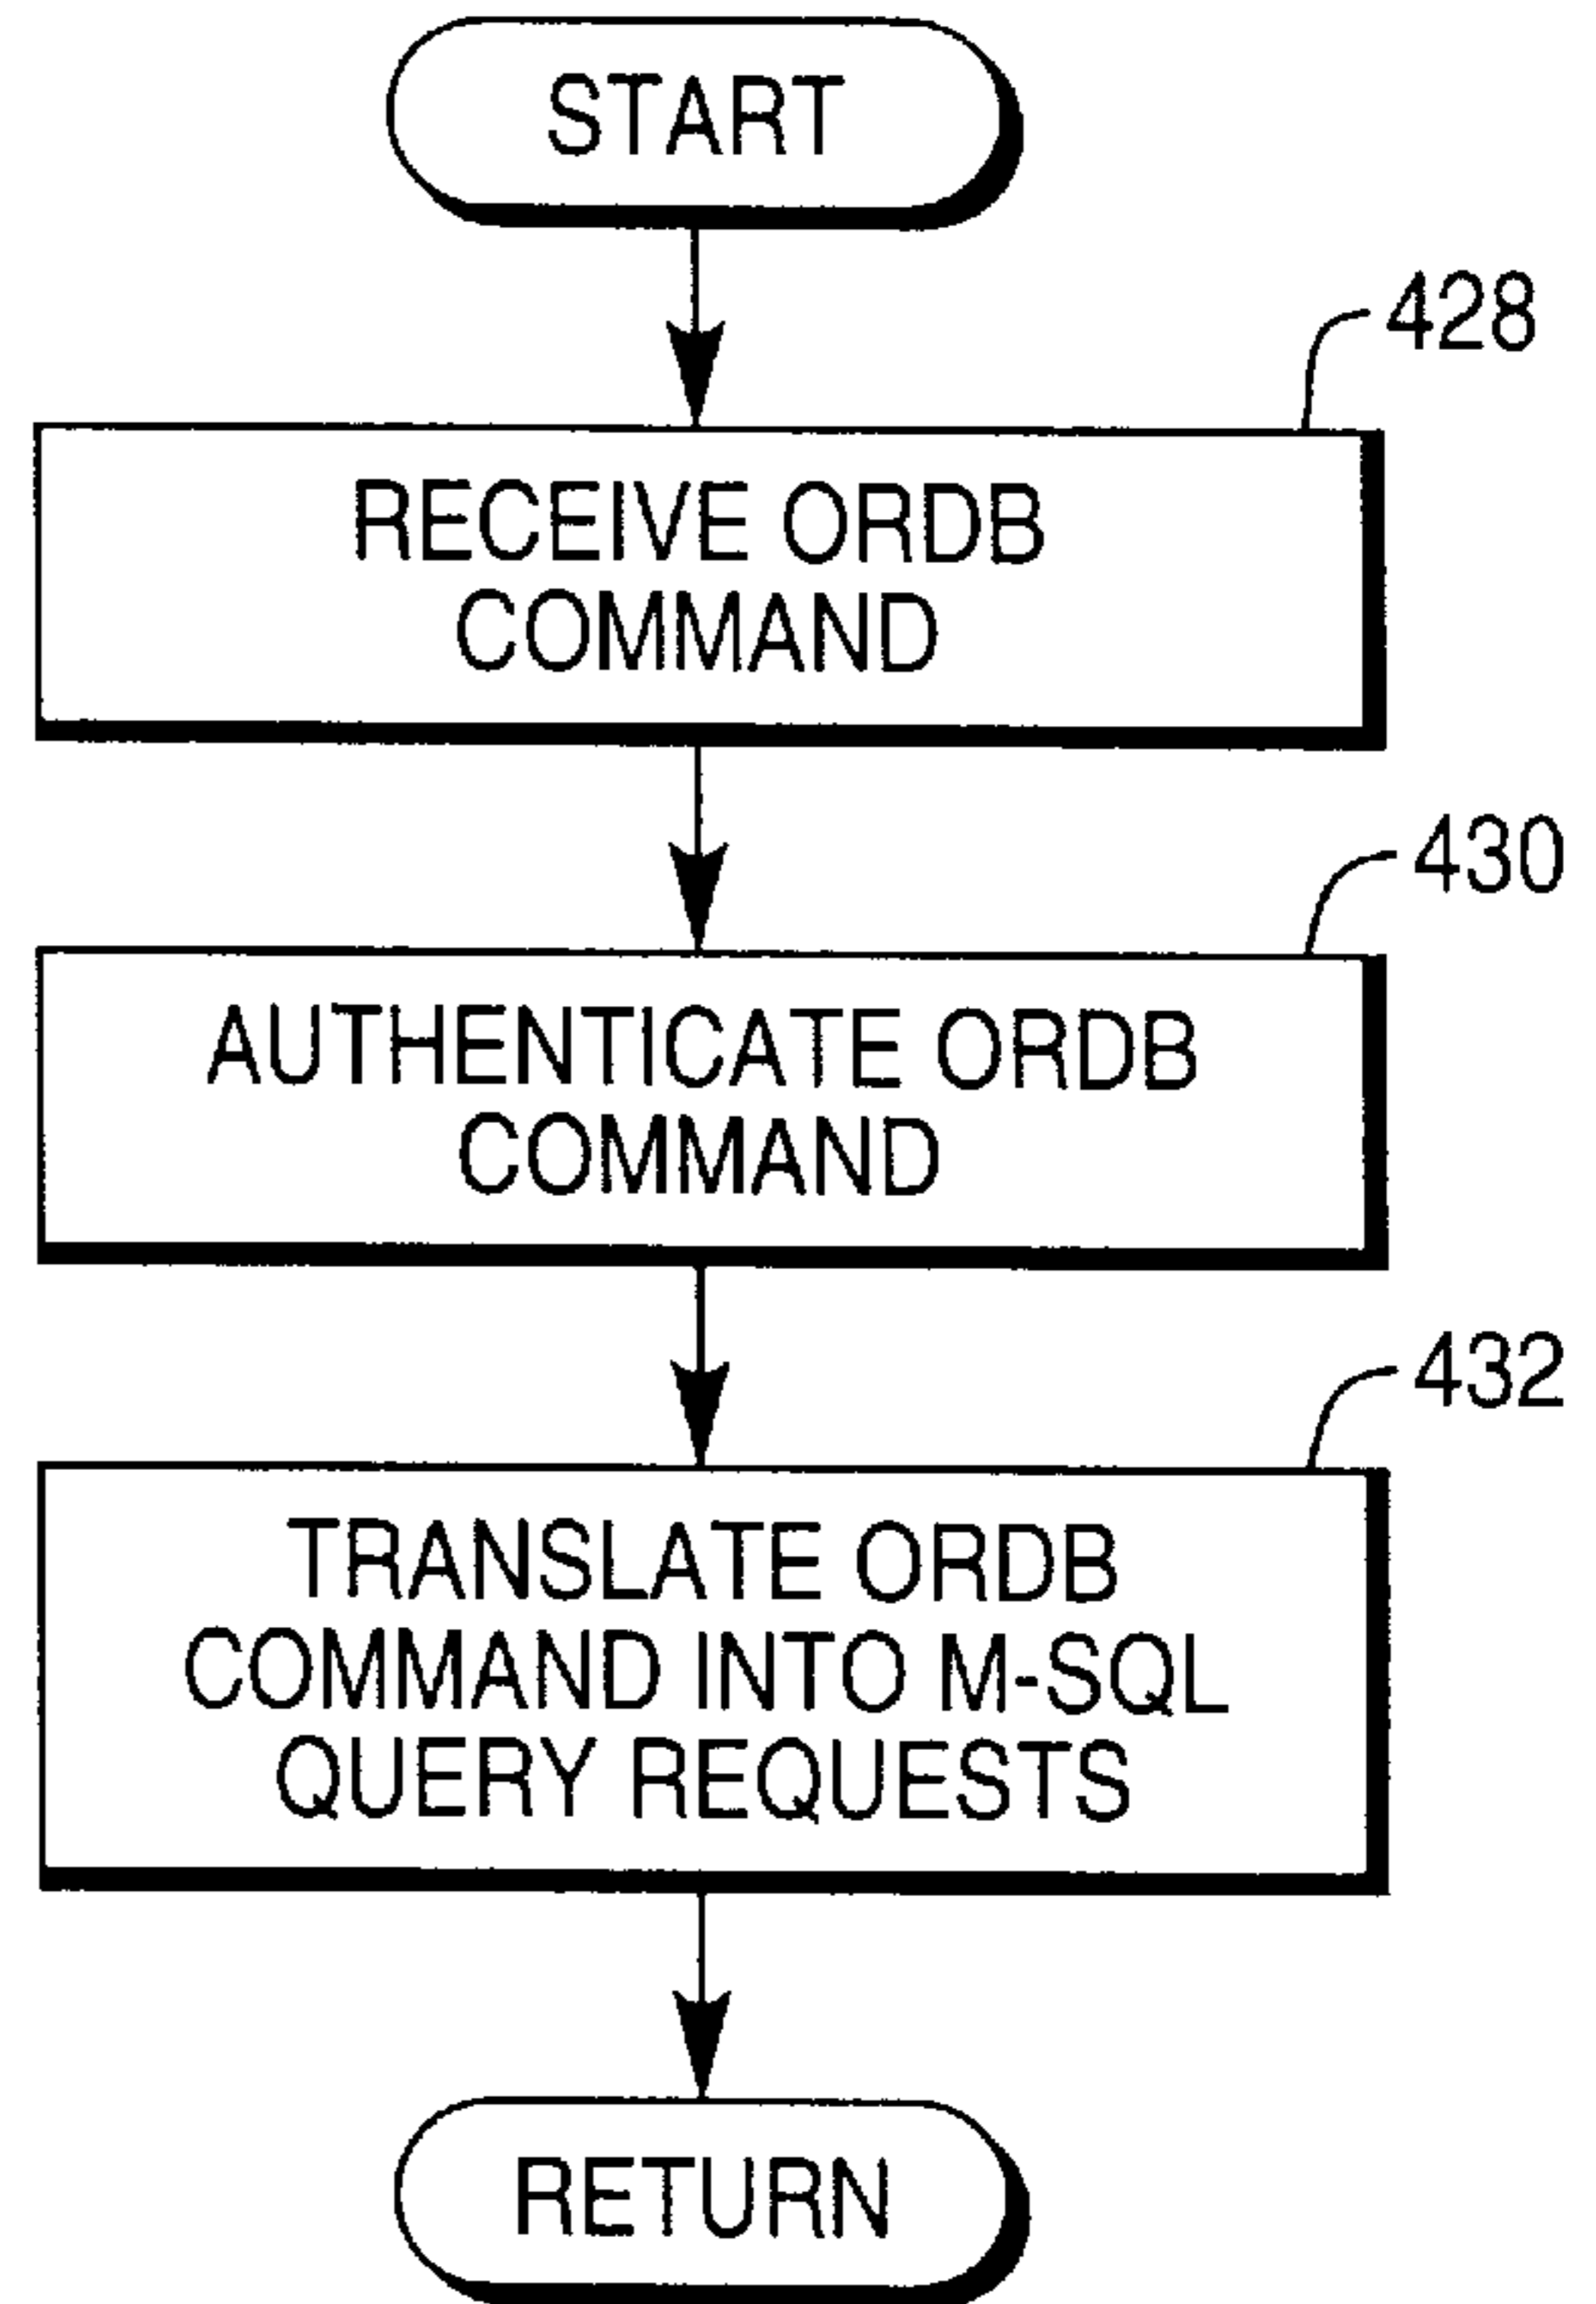 START
428
RECEIVE ORDB
COMMAND
430
AUTHENTICATE ORDB
COMMAND
432
TRANSLATE ORDB
COMMAND INTO M-SQL
QUERY REQUESTS
RETURN